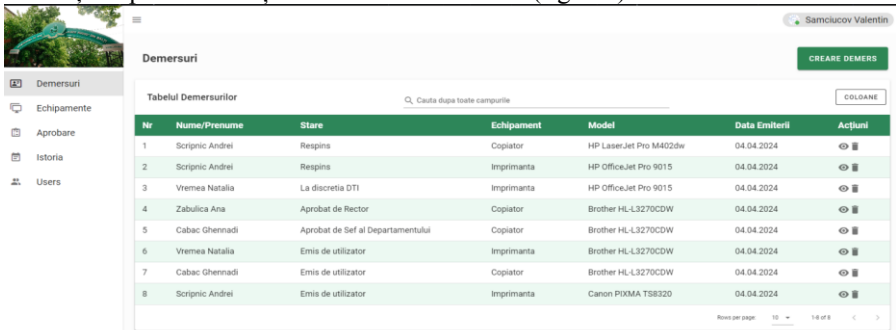 Samciucov Valentin
Demersuri
CREARE DEMERS
Demersuri
Echipamente
Aprobare
Istoria
Users
Tabelul Demersurilor
Cauta dupa toate campurile
COLOANE
Nr Nume/Prenume Stare Echipament Model Data Emiterii Acțiuni
1 Scripnic Andrei Respins Copiator HP LaserJet Pro M402dw 04.04.2024
2 Scripnic Andrei Respins Imprimanta HP OfficeJet Pro 9015 04.04.2024
3 Vremea Natalia La discretia DTI Imprimanta HP OfficeJet Pro 9015 04.04.2024
4 Zabulica Ana Aprobat de Rector Copiator Brother HL-L3270CDW 04.04.2024
5 Cabac Ghennadi Aprobat de Sef al Departamentului Copiator Brother HL-L3270CDW 04.04.2024
6 Vremea Natalia Emis de utilizator Imprimanta Brother HL-L3270CDW 04.04.2024
7 Cabac Ghennadi Emis de utilizator Copiator Brother HL-L3270CDW 04.04.2024
8 Scripnic Andrei Emis de utilizator Imprimanta Canon PIXMA TS8320 04.04.2024
Rows per page: 10 1-8 of 8